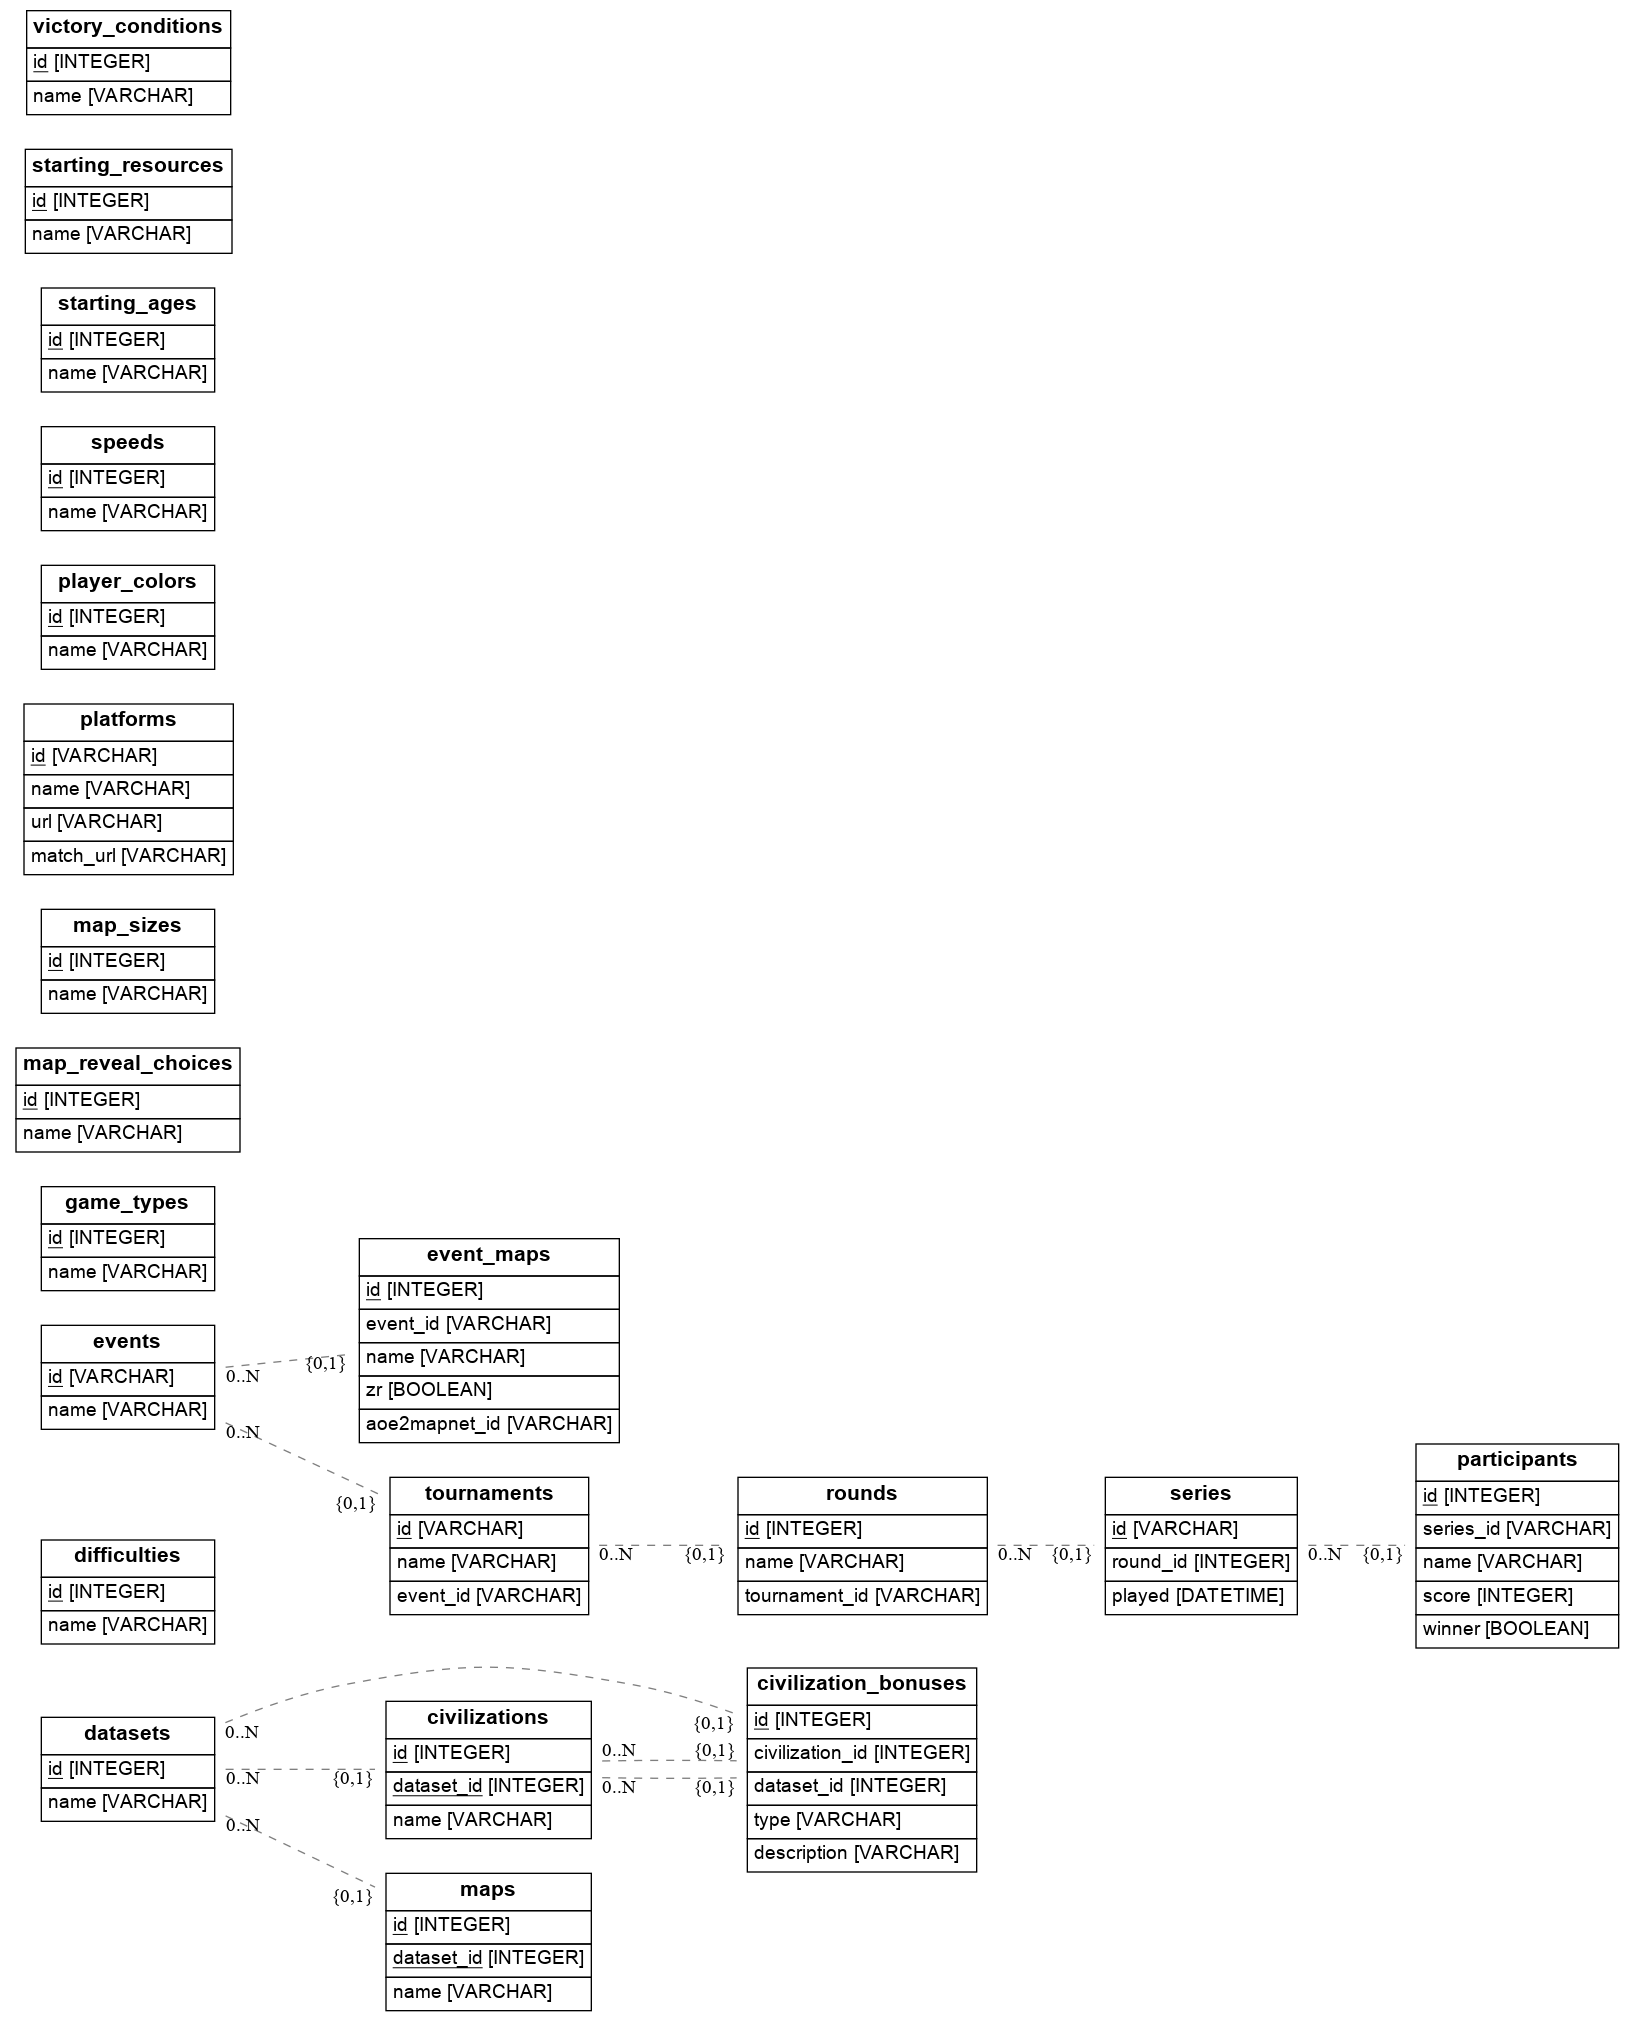 victory_conditions
id [INTEGER]
name [VARCHAR]
starting_resources
id [INTEGER]
name [VARCHAR]
starting_ages
id [INTEGER]
name [VARCHAR]
speeds
id [INTEGER]
name [VARCHAR]
player_colors
id [INTEGER]
name [VARCHAR]
platforms
id [VARCHAR]
name [VARCHAR]
url [VARCHAR]
match_url [VARCHAR]
map_sizes
id [INTEGER]
name [VARCHAR]
map_reveal_choices
id [INTEGER]
name [VARCHAR]
game_types
id [INTEGER]
name [VARCHAR]
events
id [VARCHAR]
name [VARCHAR]
0..N
{0,1}
0..N
{0,1}
event_maps
id [INTEGER]
event_id [VARCHAR]
name [VARCHAR]
zr [BOOLEAN]
aoe2mapnet_id [VARCHAR]
tournaments
id [VARCHAR]
name [VARCHAR]
event_id [VARCHAR]
0..N
{0,1}
rounds
id [INTEGER]
name [VARCHAR]
tournament_id [VARCHAR]
0..N
{0,1}
series
id [VARCHAR]
round_id [INTEGER]
played [DATETIME]
0..N
{0,1}
participants
id [INTEGER]
series_id [VARCHAR]
name [VARCHAR]
score [INTEGER]
winner [BOOLEAN]
difficulties
id [INTEGER]
name [VARCHAR]
datasets
id [INTEGER]
name [VARCHAR]
0..N
{0,1}
0..N
{0,1}
0..N
{0,1}
civilizations
id [INTEGER]
dataset_id [INTEGER]
name [VARCHAR]
0..N
{0,1}
0..N
{0,1}
civilization_bonuses
id [INTEGER]
civilization_id [INTEGER]
dataset_id [INTEGER]
type [VARCHAR]
description [VARCHAR]
maps
id [INTEGER]
dataset_id [INTEGER]
name [VARCHAR]